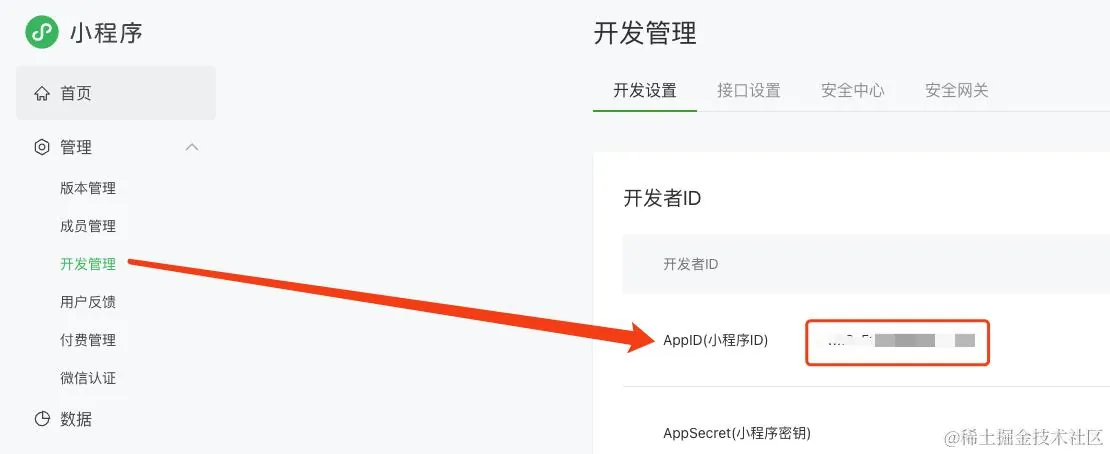 小程序
首页
管理
版本管理
成员管理
开发管理
用户反馈
付费管理
微信认证
数据
开发管理
开发设置 接口设置 安全中心 安全网关
开发者ID
开发者ID
AppID(小程序ID)
AppSecret(小程序密钥)
@稀土掘金技术社区